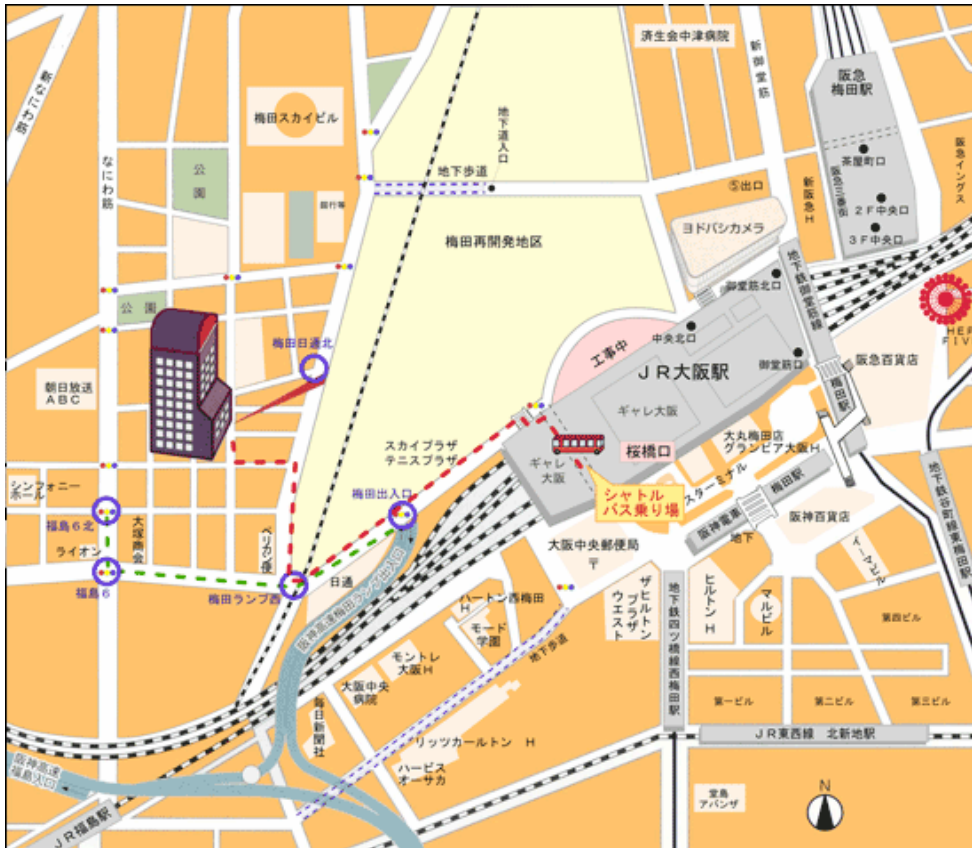 済生会中津病院
新御堂筋
阪急
梅田駅
新なにわ筋
梅田スカイビル
地下道入口
なにわ筋
公園
茶屋町口
阪急三番街
阪急イングス
地下歩道
⑤出口
新阪急H
銀行等
2F中央口
ヨドバシカメラ
3F中央口
梅田再開発地区
地下鉄御堂筋線
梅田駅
御堂筋北口
公園
梅田日通北
工事中
中央北口
HEP
FIVE
御堂筋口
阪急百貨店
JR大阪駅
朝日放送
ABC
ギャレ大阪
大丸梅田店
グランビア大阪H
スカイプラザ
テニスプラザ
桜橋口
ギャレ
大阪
シンフォニー
ホール
梅田出入口
シャトル
バス乗り場
スターミナル
梅田駅
地下鉄谷町線東梅田駅
福島6北
大塚商会
ペリカン便
阪神電車
地下
阪神百貨店
ライオン
大阪中央郵便局
〒
イーマビル
福島6
梅田ランプ西
日通
阪神高速梅田ランプ出入口
ハートン西梅田
H
ザヒルトン
プラザ
ウエスト
地下鉄四ツ橋線西梅田駅
ヒルトンH
マルビル
モード
学園
地下歩道
第四ビル
モントレ
大阪H
大阪中央
病院
第一ビル
第二ビル
第三ビル
毎日新聞社
リッツカールトン H
JR東西線 北新地駅
阪神高速
福島入口
ハービス
オーサカ
N
堂島
アバンザ
JR福島駅